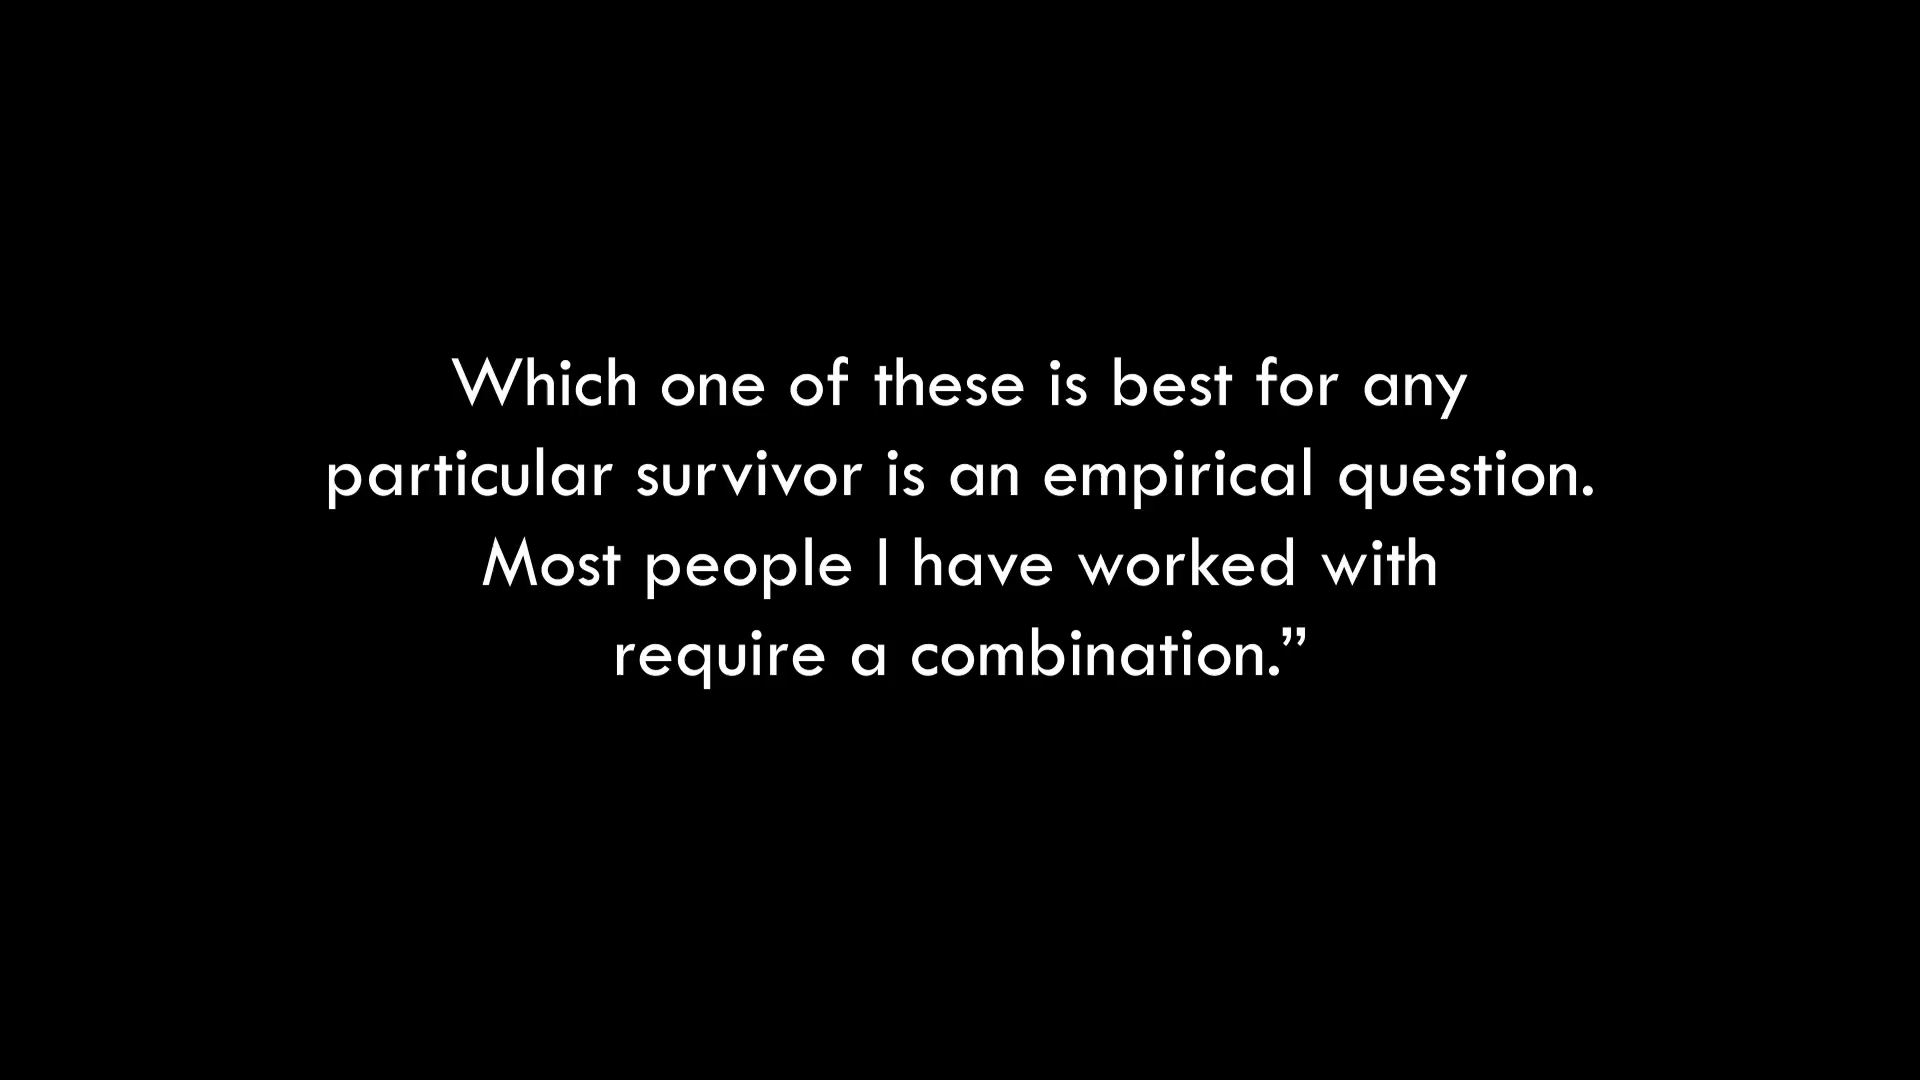 Which one of these is best for any
particular survivor is an empirical question.
Most people I have worked with
require a combination.”